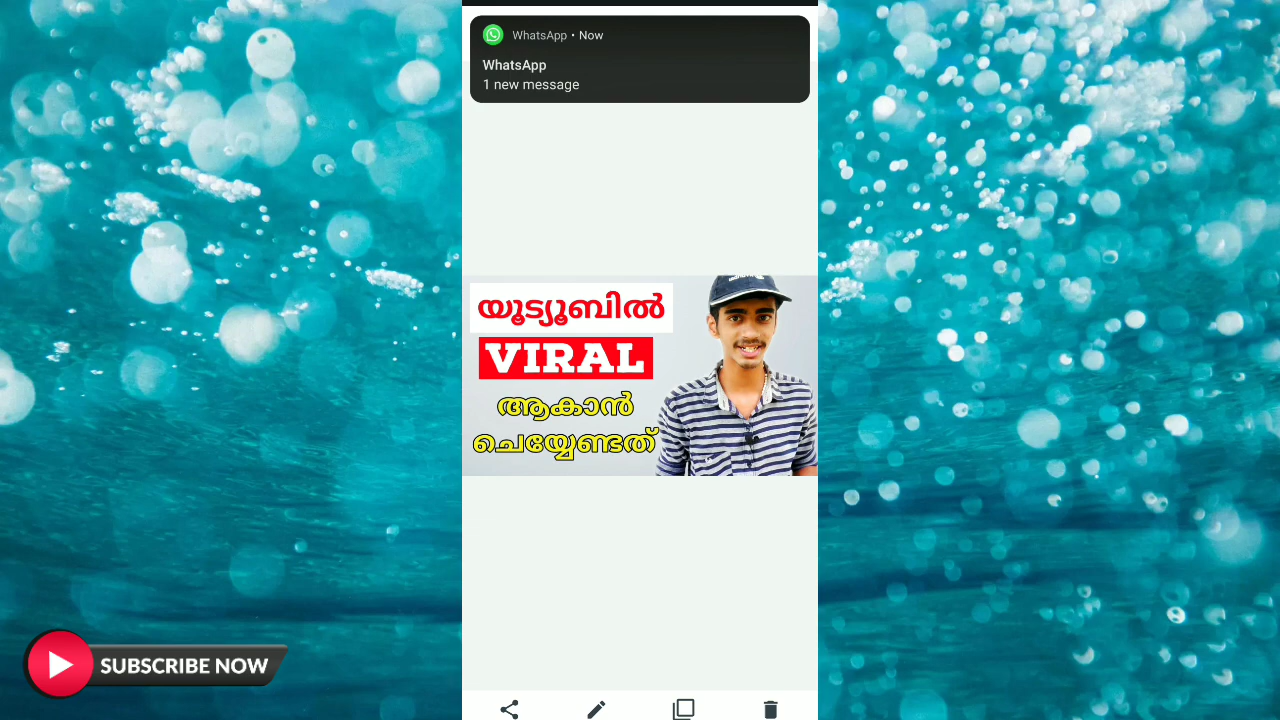 WhatsApp • Now
WhatsApp
1 new message
യൂട്യൂബിൽ
VIRAL
ആകാൻ
ചെയ്യേണ്ടത്
SUBSCRIBE NOW